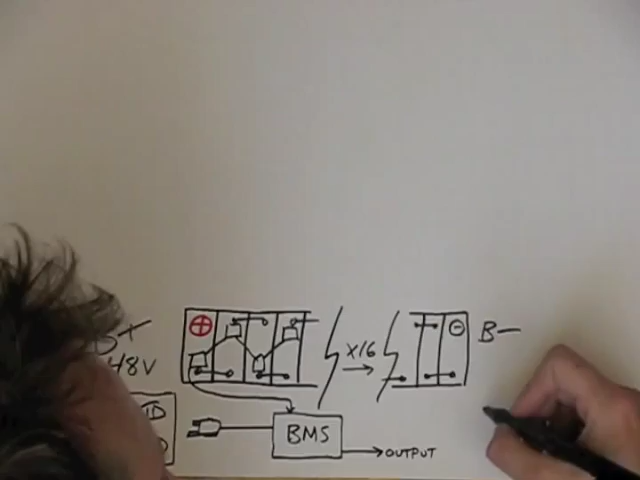 B+
48V
X16
B-
BMS
OUTPUT